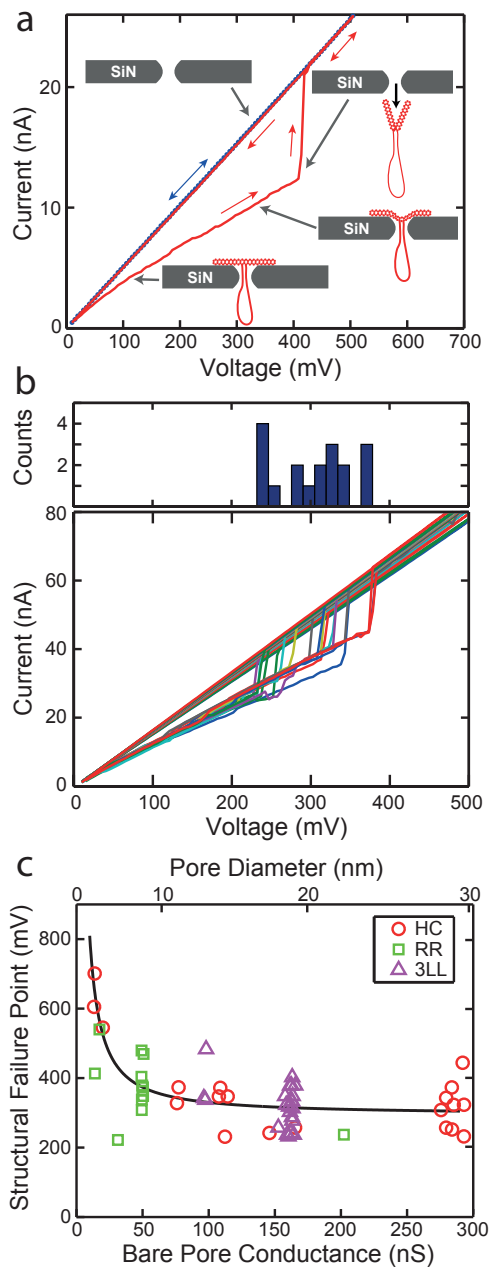 a
Current (nA)
20
10
0
SiN
SiN
SiN
SiN
0 100 200 300 400 500 600 700
Voltage (mV)
b
Counts
4
2
Current (nA)
80
60
40
20
0
0 100 200 300 400 500
Voltage (mV)
c
Pore Diameter (nm)
0 10 20 30
Structural Failure Point (mV)
800
600
400
200
0
HC
RR
3LL
0 50 100 150 200 250 300
Bare Pore Conductance (nS)